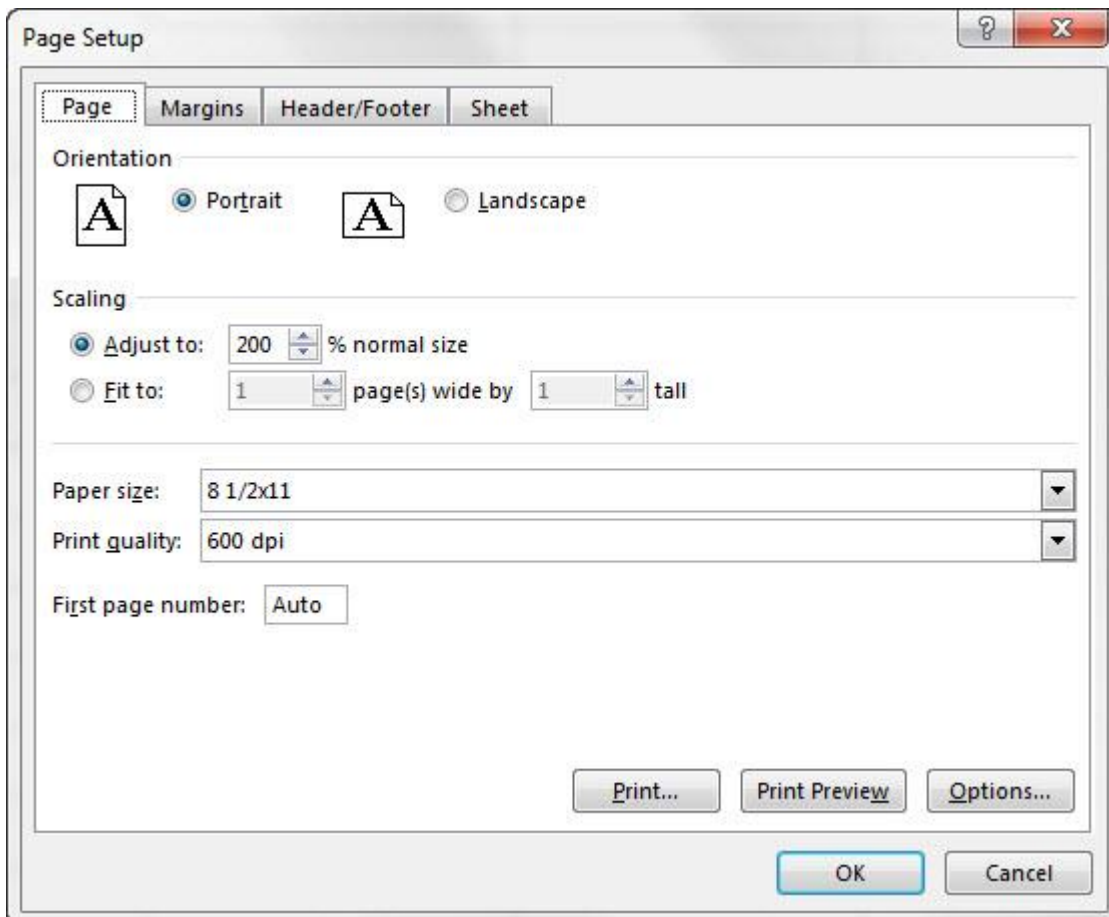 Page Setup
?
Page Margins Header/Footer Sheet
Orientation
A Portrait A Landscape
Scaling
Adjust to: 200 % normal size
Fit to: 1 page(s) wide by 1 tall
Paper size: 8 1/2x11
Print quality: 600 dpi
First page number: Auto
Print... Print Preview Options...
OK Cancel